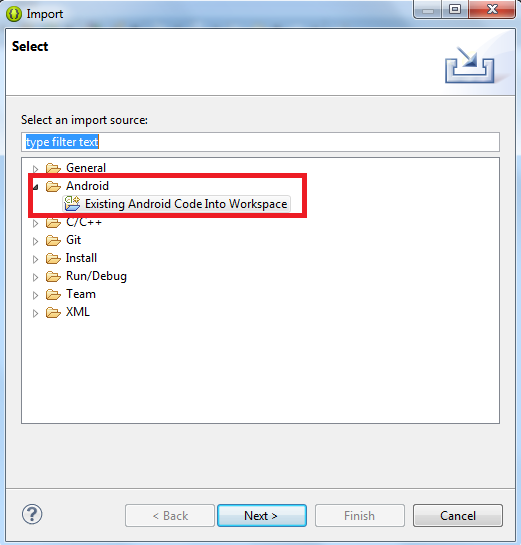 Import
Select
Select an import source:
type filter text
General
Android
Existing Android Code Into Workspace
C/C++
Git
Install
Run/Debug
Team
XML
?
< Back
Next >
Finish
Cancel